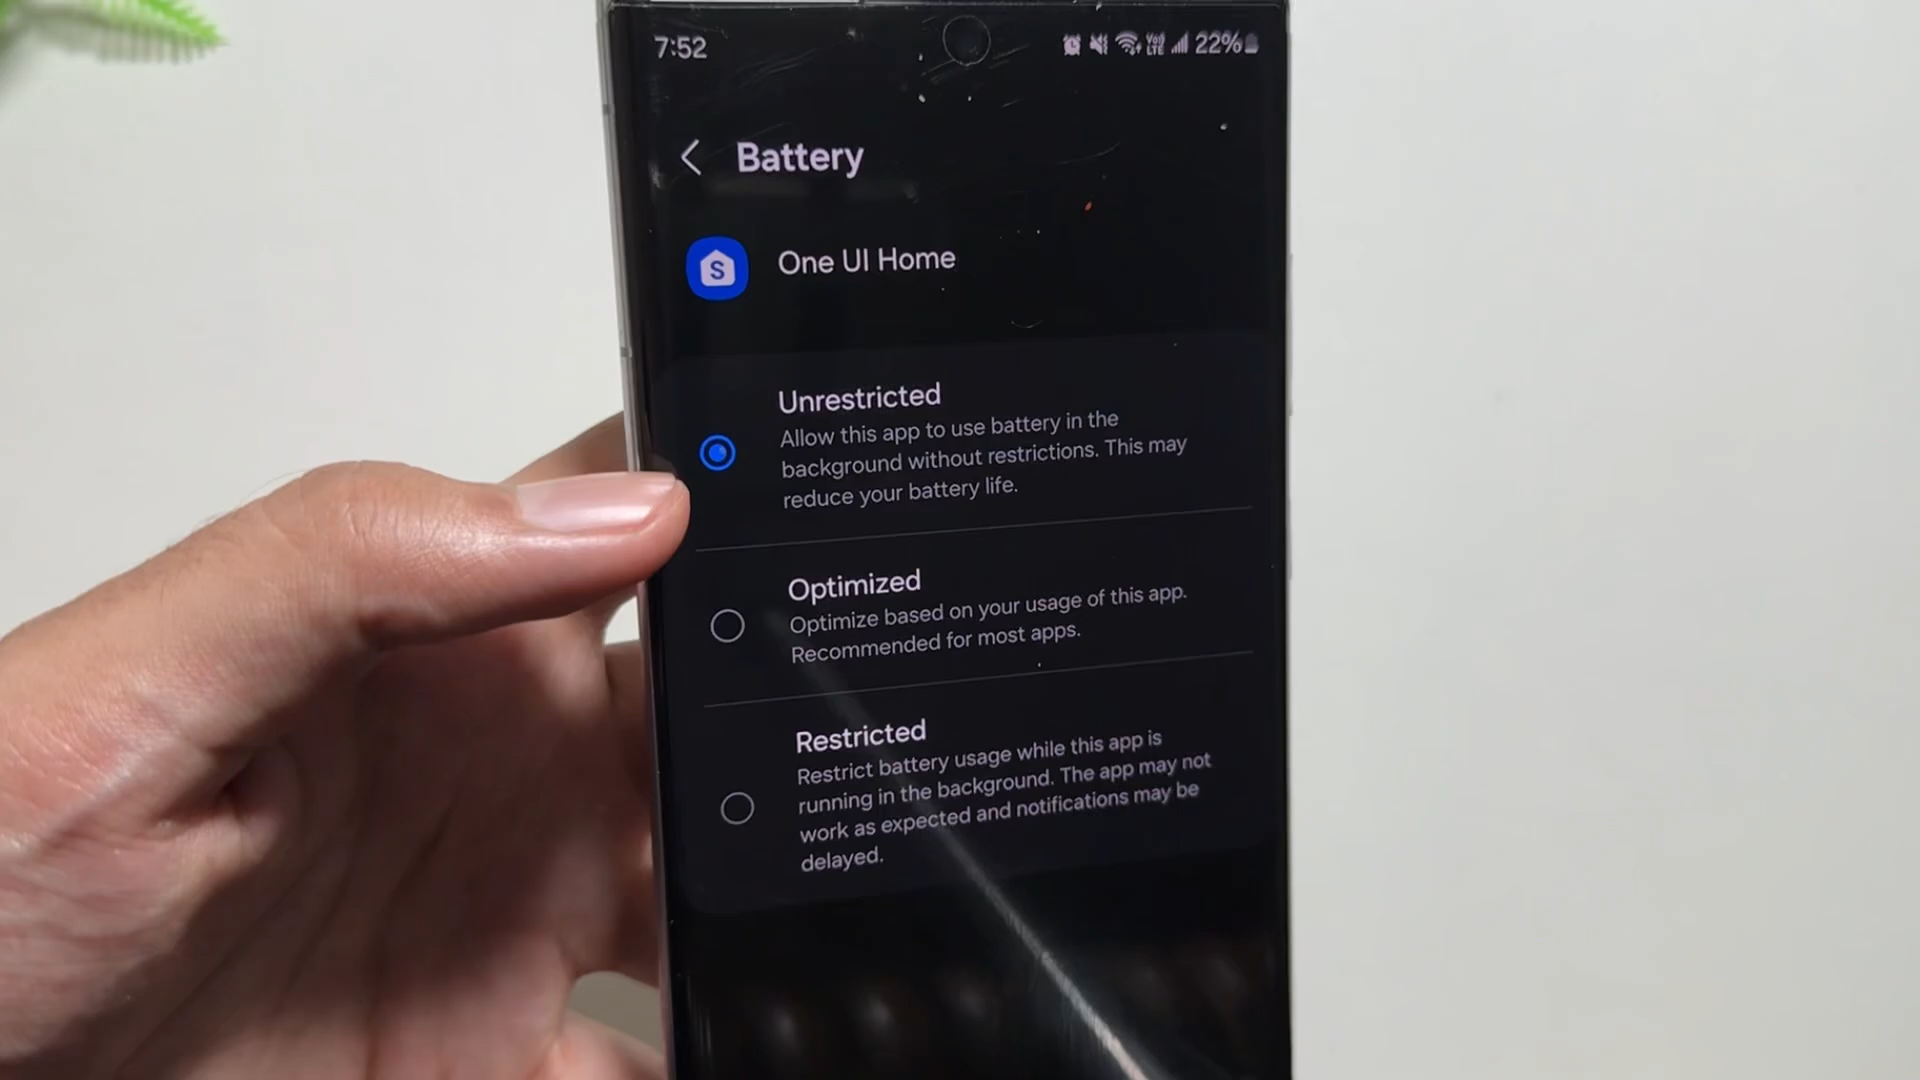 7:52
Vo) LTE 22%
Battery
S
One UI Home
Unrestricted
Allow this app to use battery in the
background without restrictions. This may
reduce your battery life.
Optimized
Optimize based on your usage of this app.
Recommended for most apps.
Restricted
Restrict battery usage while this app is
running in the background. The app may not
work as expected and notifications may be
delayed.